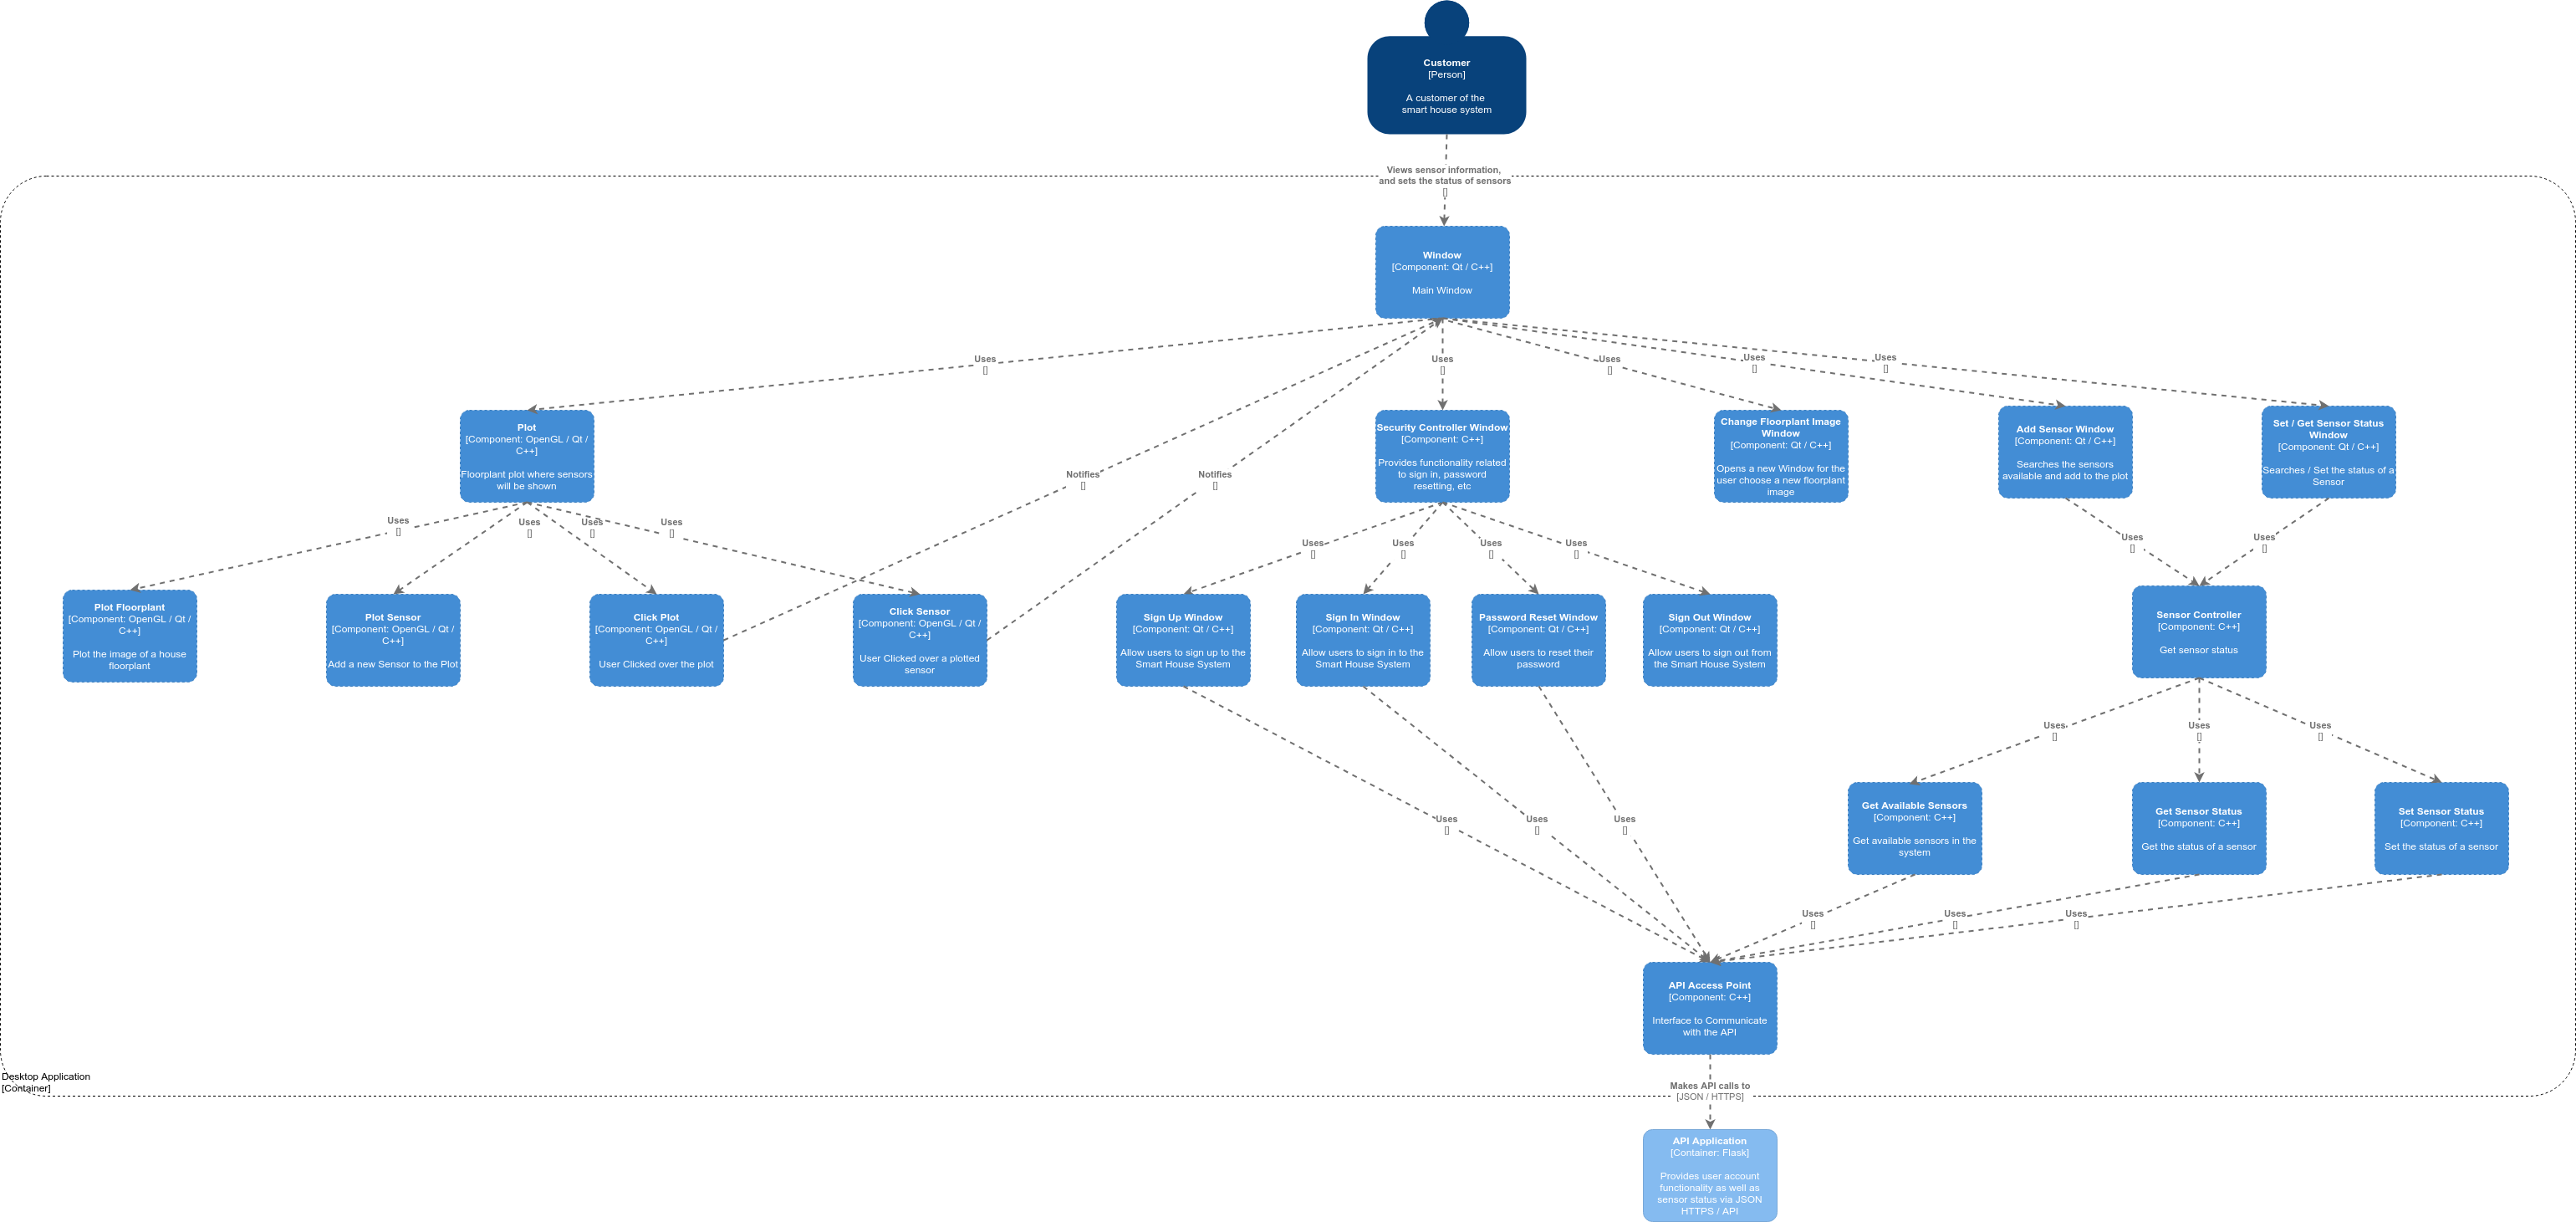 Customer
[Person]
A customer of the
smart house system
Views sensor information,
and sets the status of sensors
[]
Window
[Component: Qt / C++]
Main Window
Uses
[]
Uses
[]
Uses
[]
Uses
[]
Uses
[]
Notifies
[]
Notifies
[]
Plot
[Component: OpenGL / Qt /
C++]
Floorplant plot where sensors
will be shown
Security Controller Window
[Component: C++]
Provides functionality related
to sign in, password
resetting, etc
Change Floorplant Image
Window
[Component: Qt / C++]
Opens a new Window for the
user choose a new floorplant
image
Add Sensor Window
[Component: Qt / C++]
Searches the sensors
available and add to the plot
Set / Get Sensor Status
Window
[Component: Qt / C++]
Searches / Set the status of a
Sensor
Uses
[]
Uses
[]
Uses
[]
Uses
[]
Uses
[]
Uses
[]
Uses
[]
Uses
[]
Uses
[]
Uses
[]
Plot Floorplant
[Component: OpenGL / Qt /
C++]
Plot the image of a house
floorplant
Plot Sensor
[Component: OpenGL / Qt /
C++]
Add a new Sensor to the Plot
Click Plot
[Component: OpenGL / Qt /
C++]
User Clicked over the plot
Click Sensor
[Component: OpenGL / Qt /
C++]
User Clicked over a plotted
sensor
Sign Up Window
[Component: Qt / C++]
Allow users to sign up to the
Smart House System
Sign In Window
[Component: Qt / C++]
Allow users to sign in to the
Smart House System
Password Reset Window
[Component: Qt / C++]
Allow users to reset their
password
Sign Out Window
[Component: Qt / C++]
Allow users to sign out from
the Smart House System
Sensor Controller
[Component: C++]
Get sensor status
Uses
[]
Uses
[]
Uses
[]
Get Available Sensors
[Component: C++]
Get available sensors in the
system
Get Sensor Status
[Component: C++]
Get the status of a sensor
Set Sensor Status
[Component: C++]
Set the status of a sensor
Uses
[]
Uses
[]
Uses
[]
Uses
[]
Uses
[]
Uses
[]
API Access Point
[Component: C++]
Interface to Communicate
with the API
Desktop Application
[Container]
Makes API calls to
[JSON / HTTPS]
API Application
[Container: Flask]
Provides user account
functionality as well as
sensor status via JSON
HTTPS / API